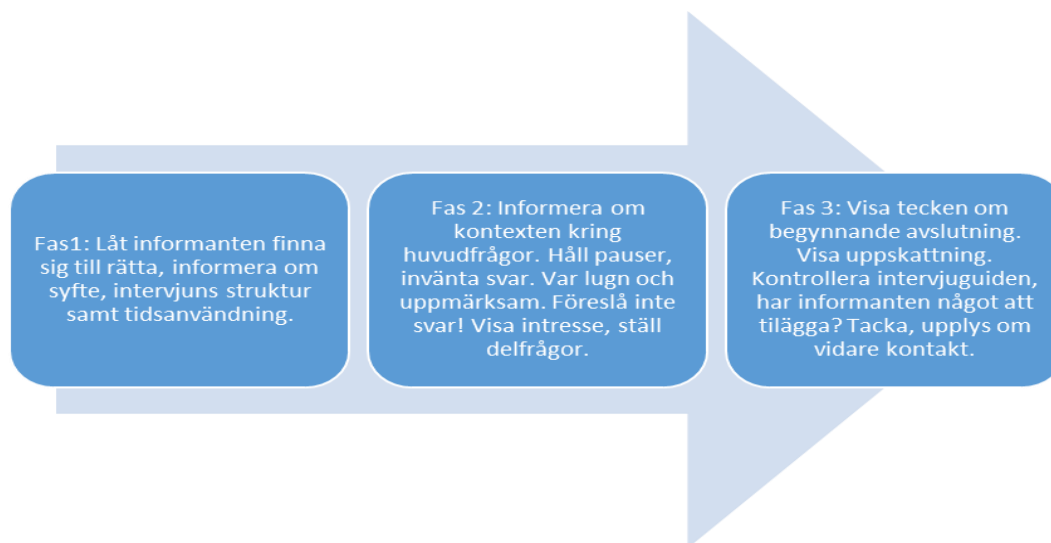 Fas1: Låt informanten finna
sig till rätta, informera om
syfte, intervjuns struktur
samt tidsanvändning.
Fas 2: Informera om
kontexten kring
huvudfrågor. Håll pauser,
invänta svar. Var lugn och
uppmärksam. Föreslå inte
svar! Visa intresse, ställ
delfrågor.
Fas 3: Visa tecken om
begynnande avslutning.
Visa uppskattning.
Kontrollera intervjuguiden,
har informanten något att
tilägga? Tacka, upplys om
vidare kontakt.